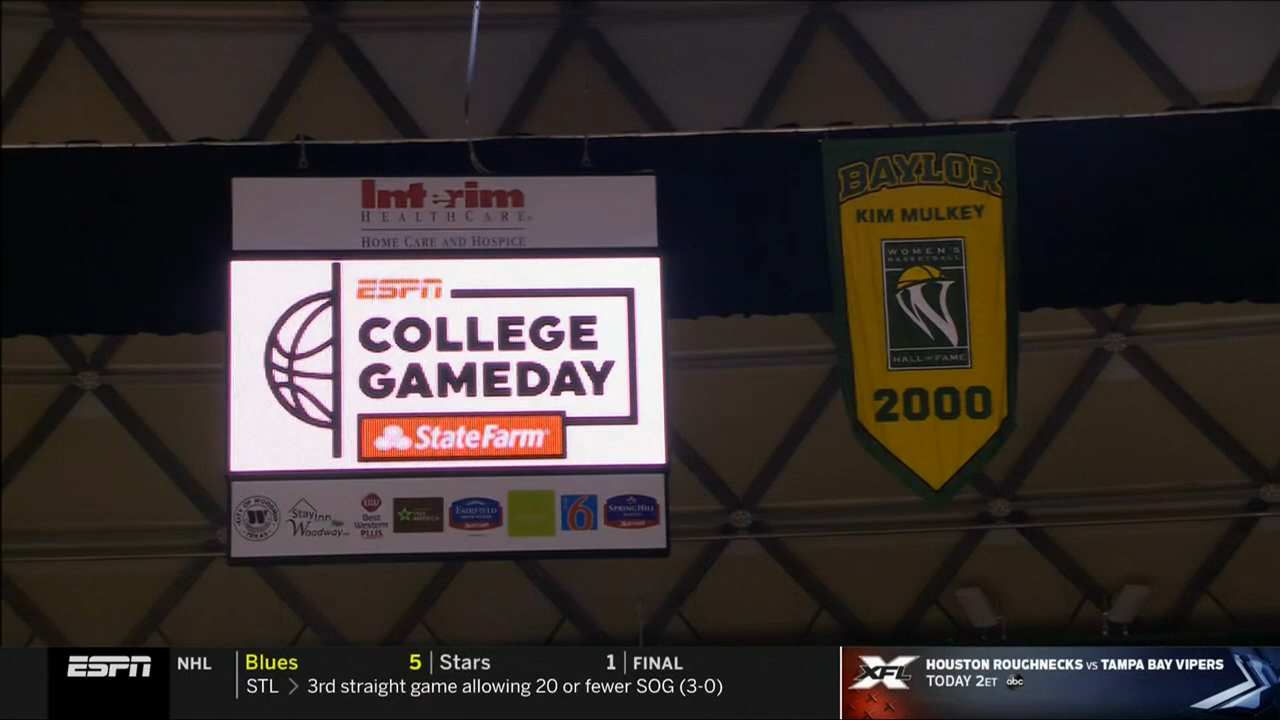 Interim
HEALTHCARE
HOME CARE AND HOSPICE
ESPN
COLLEGE
GAMEDAY
StateFarm
Stay Inn
Woodway
Best
Western
PLUS
FAIRFIELD
6
SPRINGHILL
BAYLOR
KIM MULKEY
WOMEN'S
BASKETBALL
W
HALL OF FAME
2000
ESPN
NHL
Blues 5 Stars 1 FINAL
STL > 3rd straight game allowing 20 or fewer SOG (3-0)
XFL
HOUSTON ROUGHNECKS VS TAMPA BAY VIPERS
TODAY 2ET abc